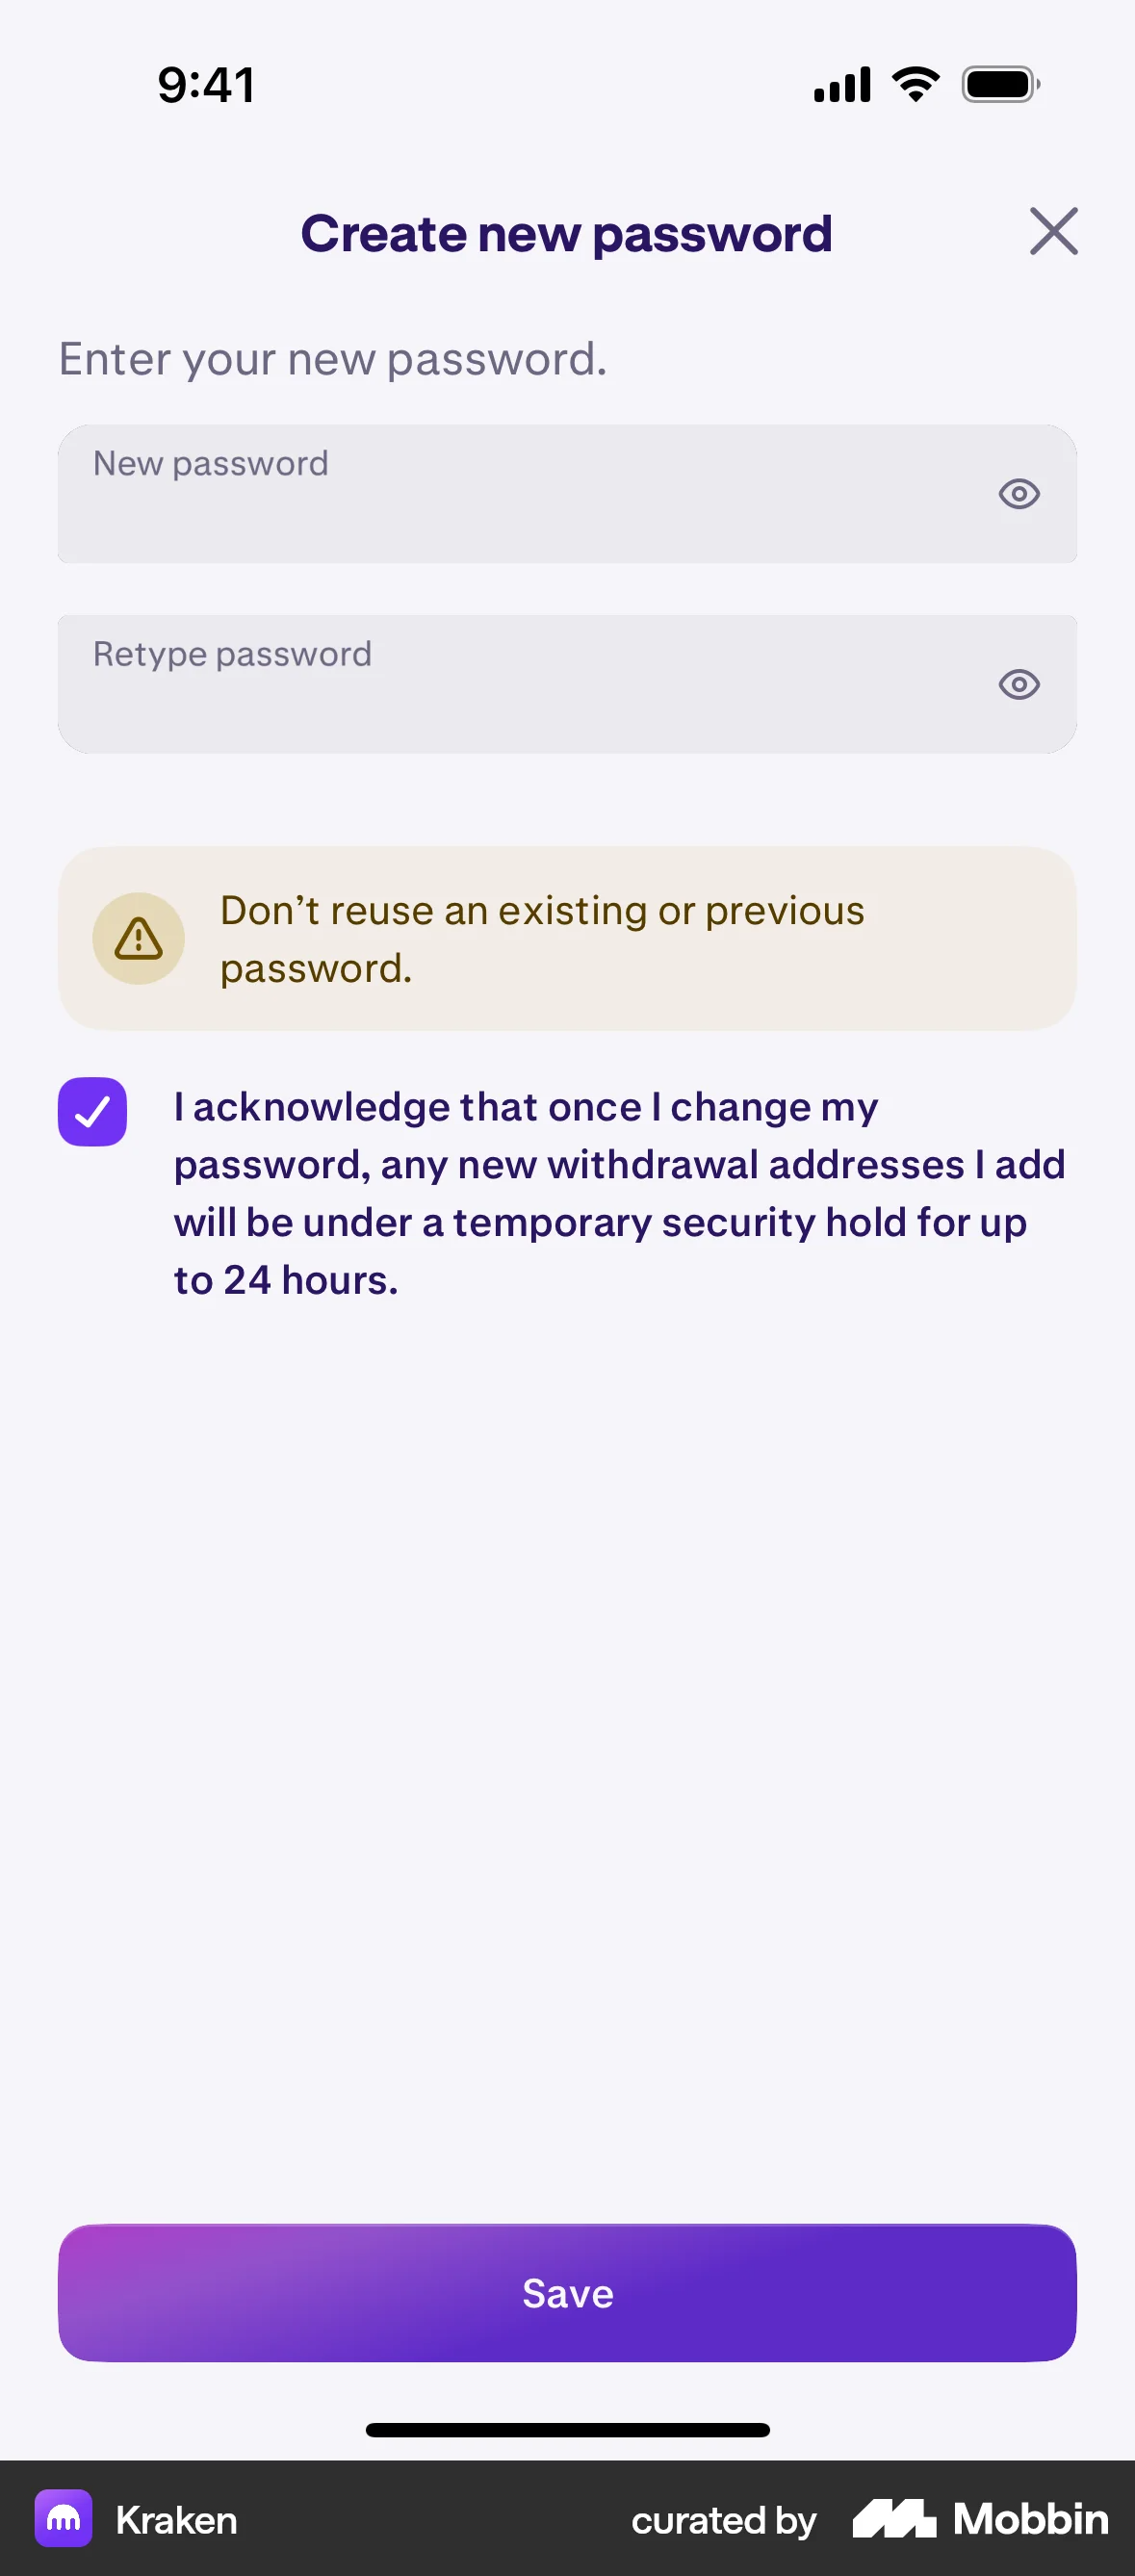 9:41
Create new password
Enter your new password.
New password
Retype password
Don’t reuse an existing or previous
password.
I acknowledge that once I change my
password, any new withdrawal addresses I add
will be under a temporary security hold for up
to 24 hours.
Save
Kraken
curated by Mobbin